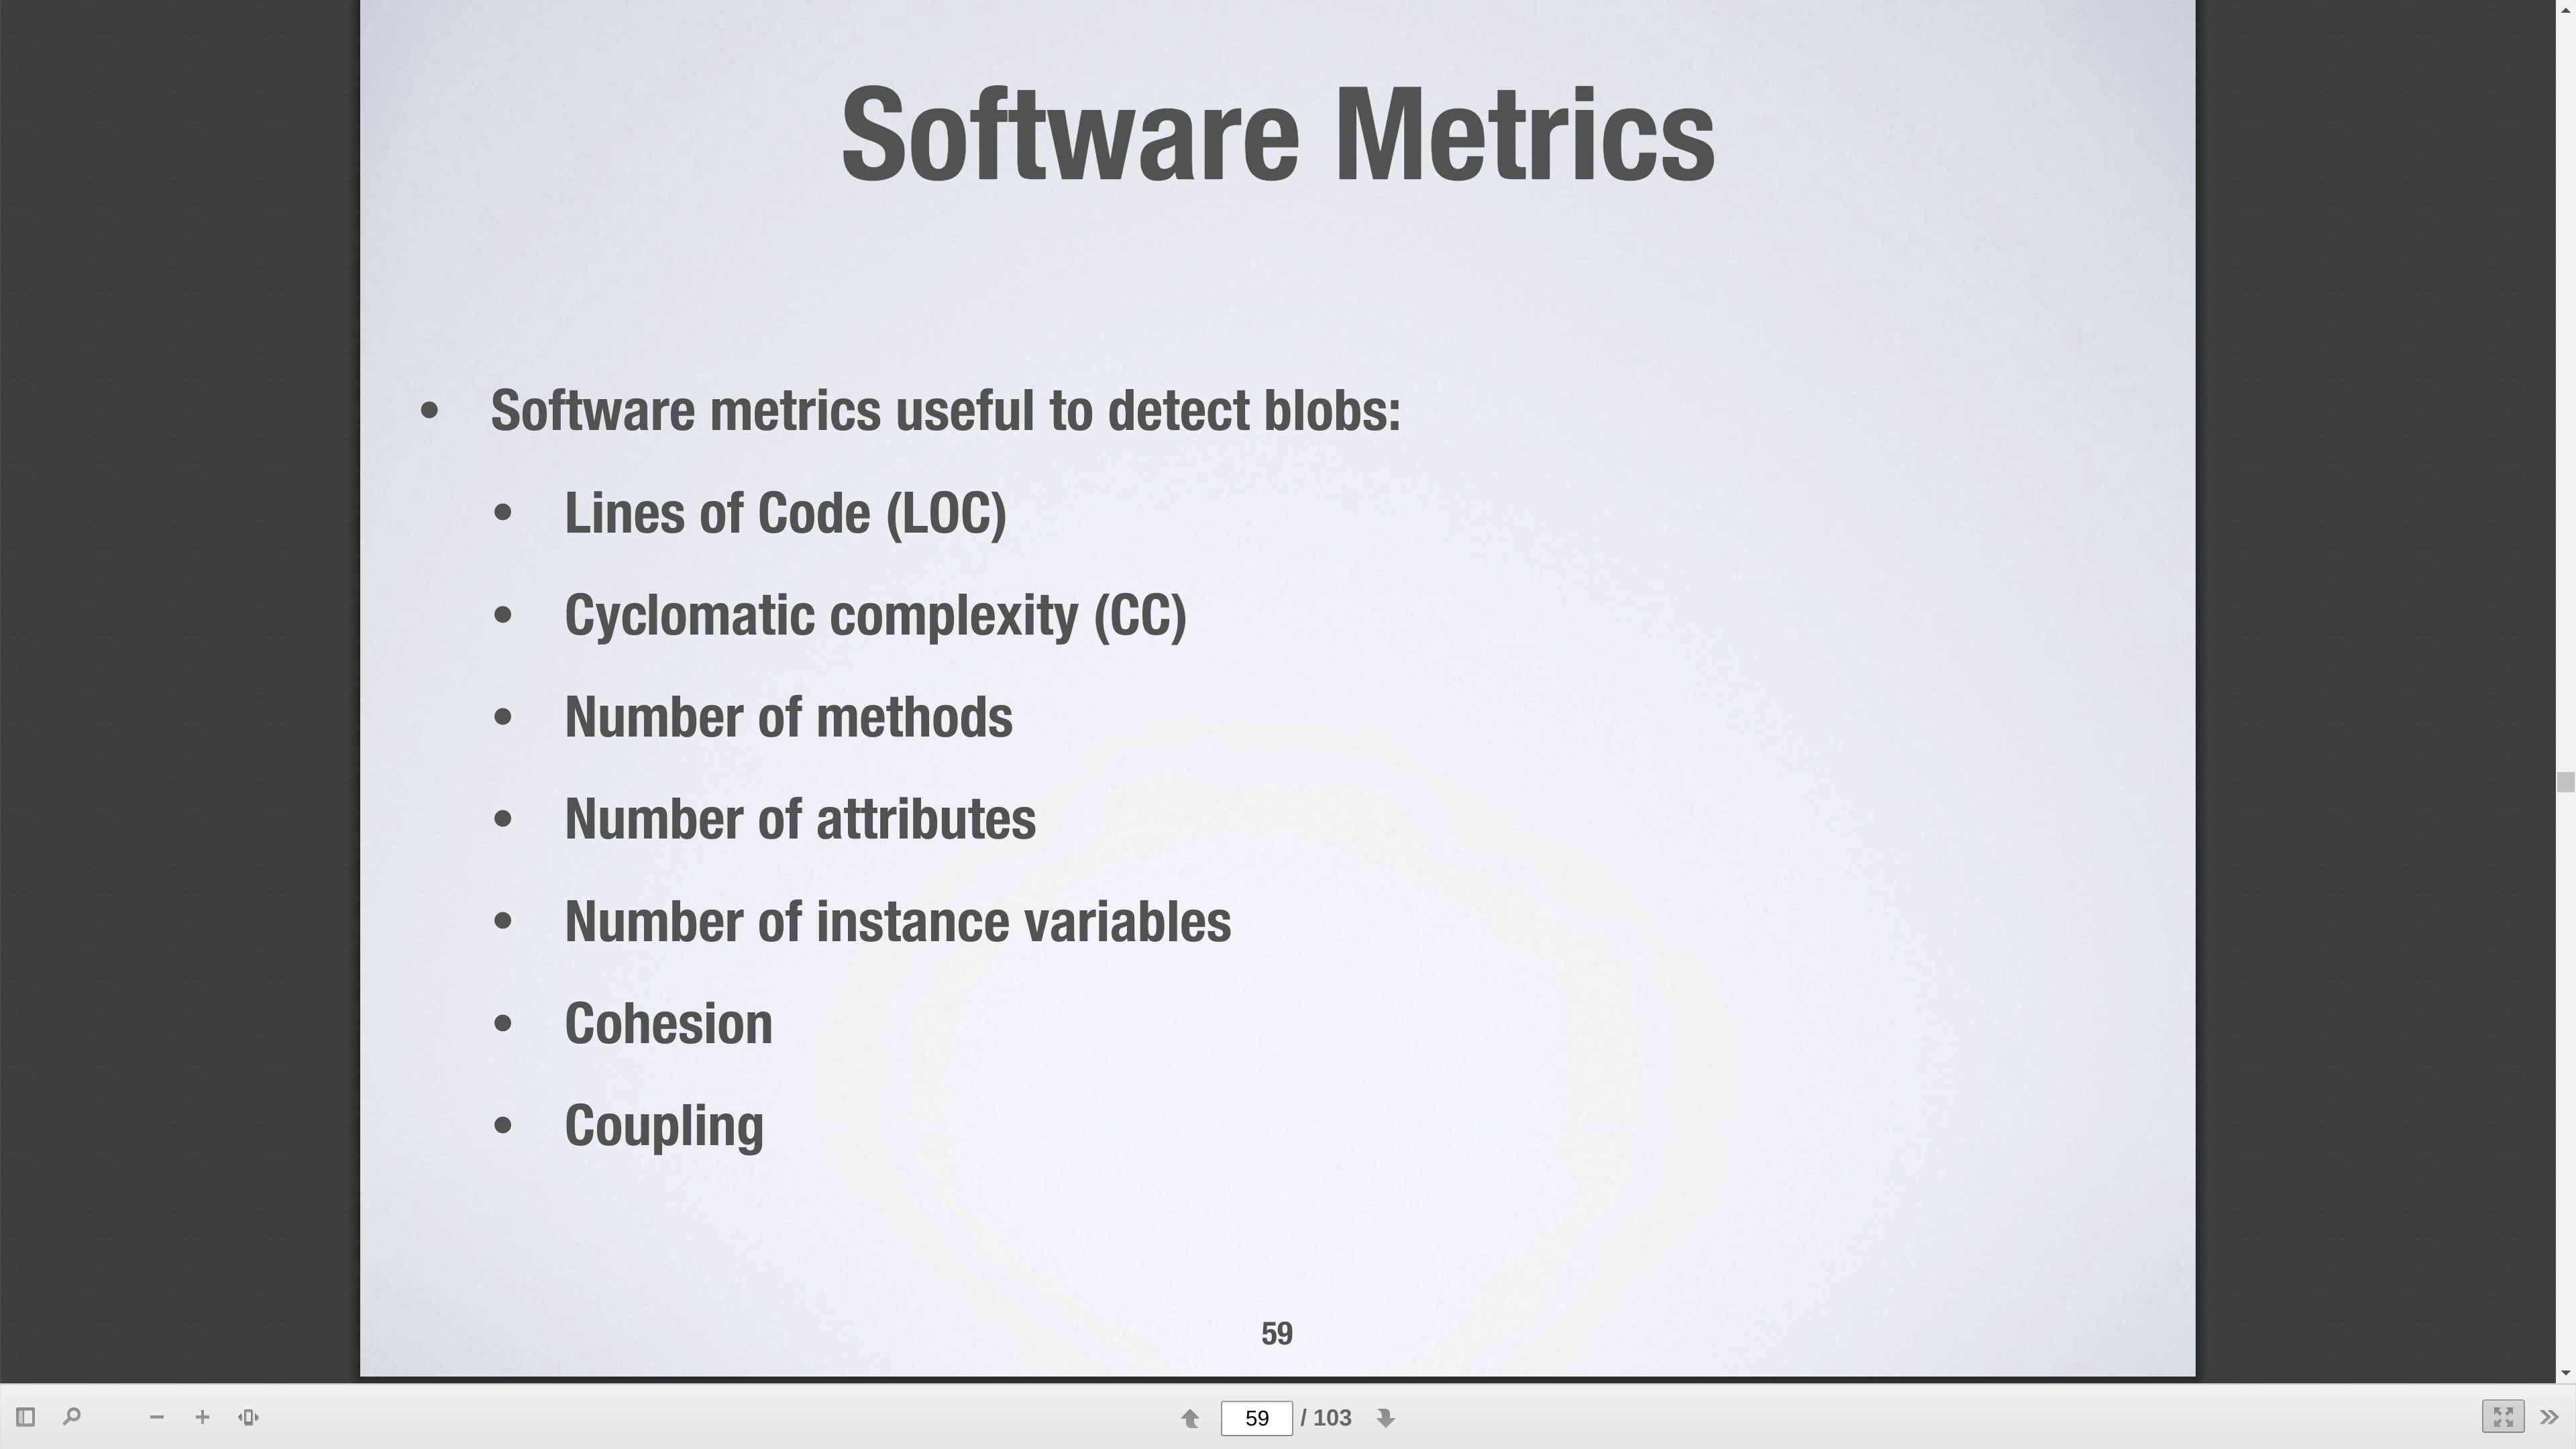 Software Metrics
• Software metrics useful to detect blobs:
• Lines of Code (LOC)
• Cyclomatic complexity (CC)
• Number of methods
• Number of attributes
• Number of instance variables
• Cohesion
• Coupling
59
59 / 103